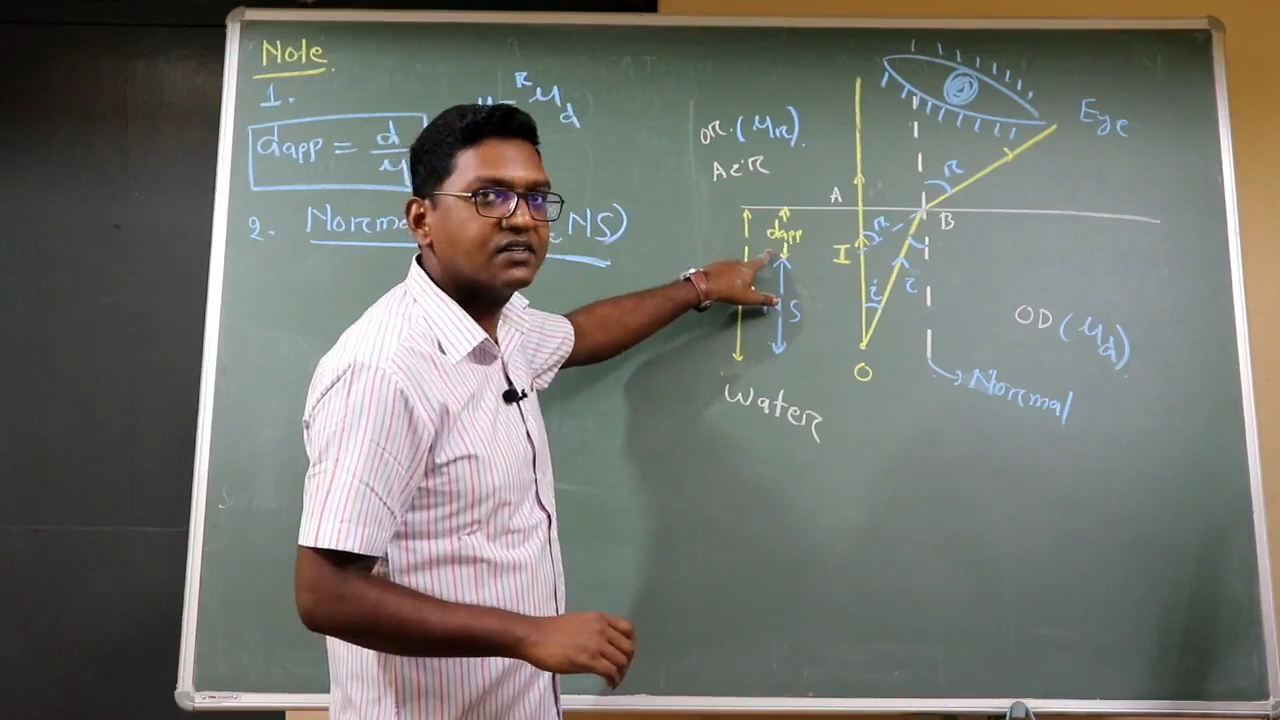 Note
1.
ᴿμd
dapp = d/μ
2. Normal NS)
OR. (μR).
Air
A
I
dapp
S
O
i
i
r
r
B
Eye
OD (μd)
Normal
Water